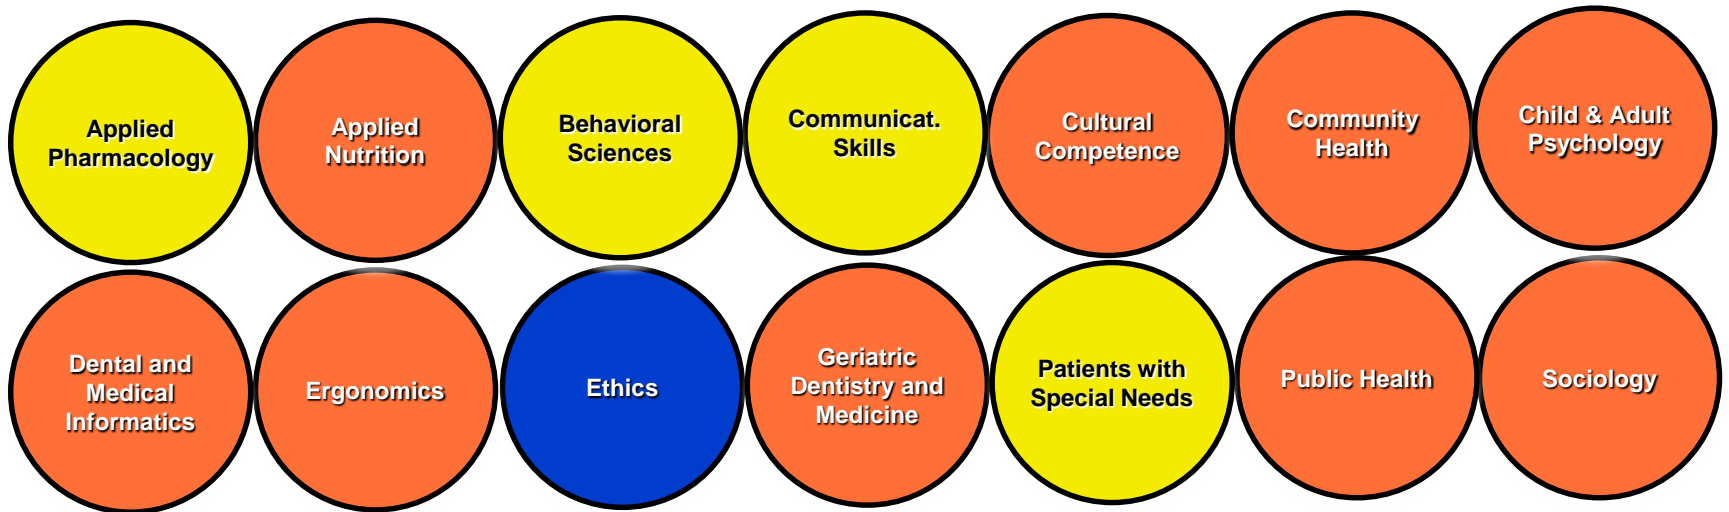 Applied
Pharmacology
Applied
Nutrition
Behavioral
Sciences
Communicat.
Skills
Cultural
Competence
Community
Health
Child & Adult
Psychology
Dental and
Medical
Informatics
Ergonomics
Ethics
Geriatric
Dentistry and
Medicine
Patients with
Special Needs
Public Health
Sociology